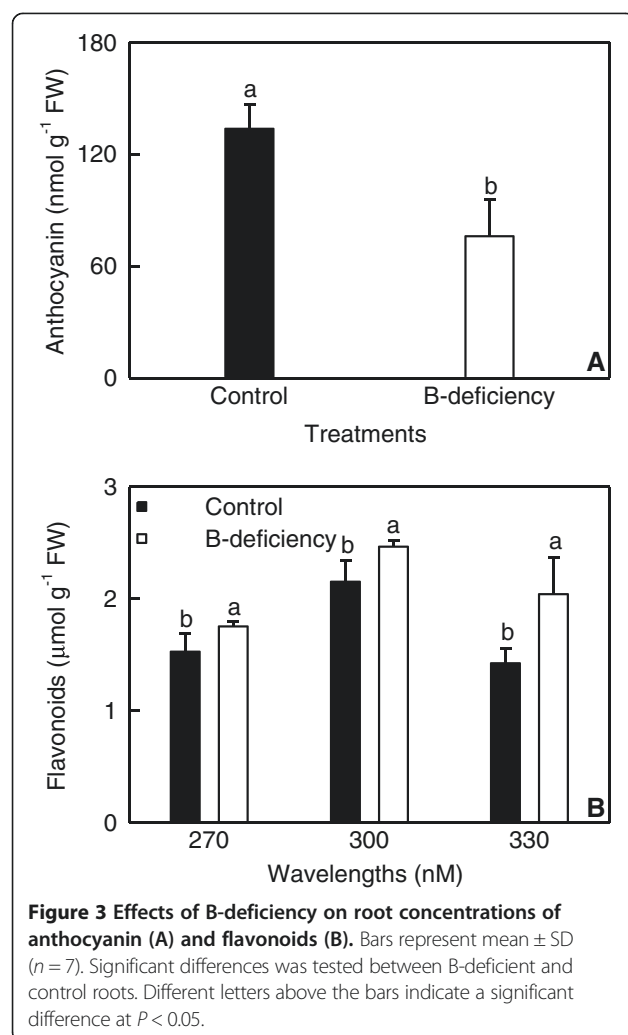 180
a
120
b
60
0
Anthocyanin (nmol g⁻¹ FW)
A
Control B-deficiency
Treatments
3
Control
B-deficiency
a
b
a
b
a
b
2
1
0
Flavonoids (μmol g⁻¹ FW)
B
270 300 330
Wavelengths (nM)
Figure 3 Effects of B-deficiency on root concentrations of
anthocyanin (A) and flavonoids (B). Bars represent mean ± SD
(n = 7). Significant differences was tested between B-deficient and
control roots. Different letters above the bars indicate a significant
difference at P < 0.05.